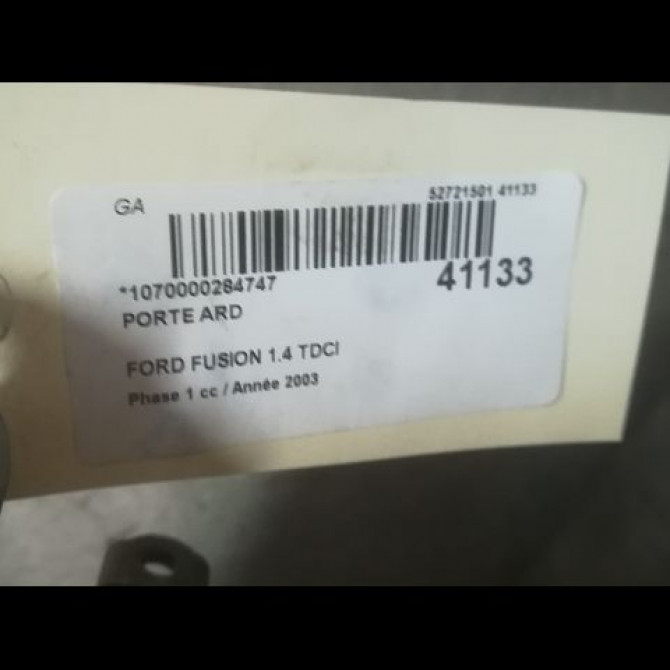 GA
52721501 41133
*1070000284747
41133
PORTE ARD
FORD FUSION 1.4 TDCI
Phase 1 cc / Année 2003